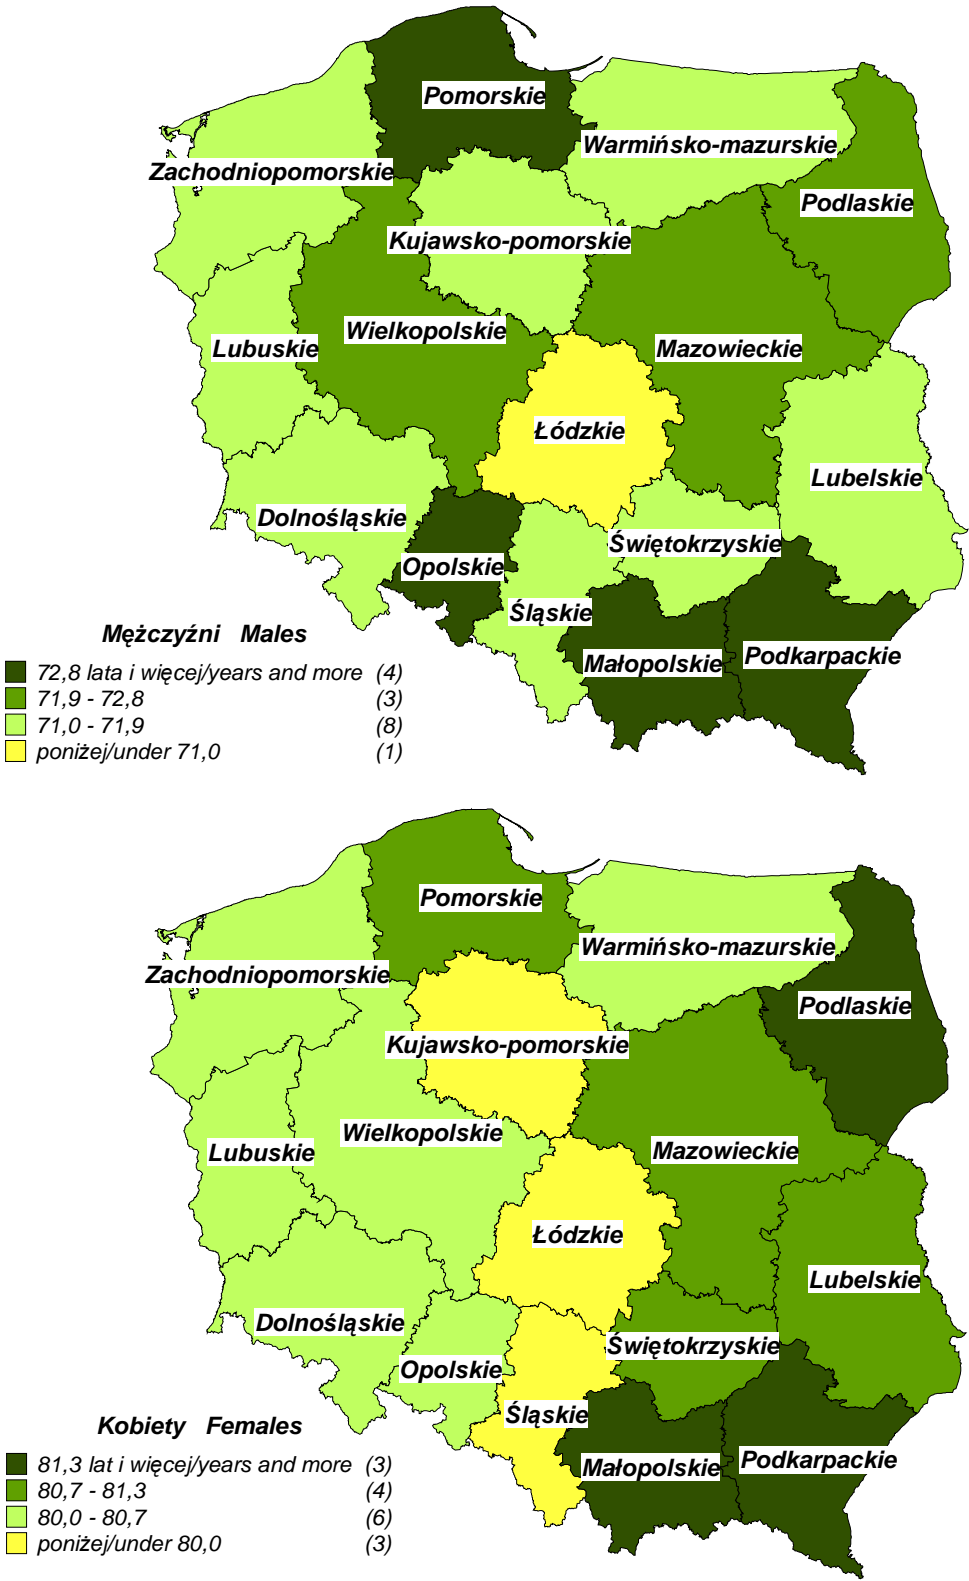 Pomorskie
Warmińsko-mazurskie
Zachodniopomorskie
Podlaskie
Kujawsko-pomorskie
Wielkopolskie
Lubuskie
Mazowieckie
Łódzkie
Lubelskie
Dolnośląskie
Świętokrzyskie
Opolskie
Śląskie
Małopolskie
Podkarpackie
Mężczyźni Males
72,8 lata i więcej/years and more (4)
71,9 - 72,8 (3)
71,0 - 71,9 (8)
poniżej/under 71,0 (1)
Pomorskie
Warmińsko-mazurskie
Zachodniopomorskie
Podlaskie
Kujawsko-pomorskie
Wielkopolskie
Lubuskie
Mazowieckie
Łódzkie
Lubelskie
Dolnośląskie
Świętokrzyskie
Opolskie
Śląskie
Małopolskie
Podkarpackie
Kobiety Females
81,3 lat i więcej/years and more (3)
80,7 - 81,3 (4)
80,0 - 80,7 (6)
poniżej/under 80,0 (3)